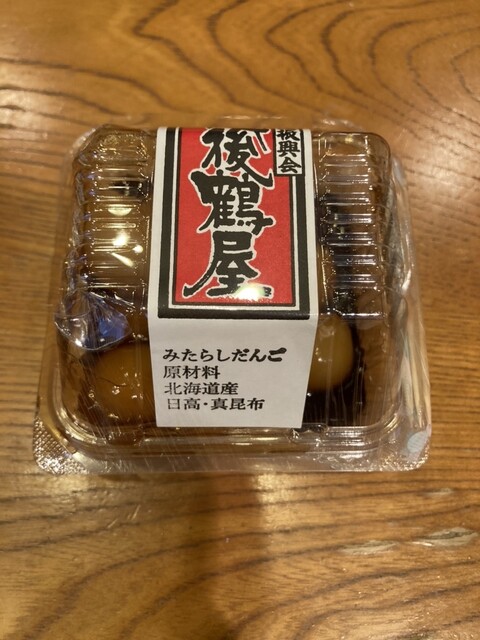 振興会
後鶴屋
みたらしだんご
原材料
北海道産
日高・真昆布